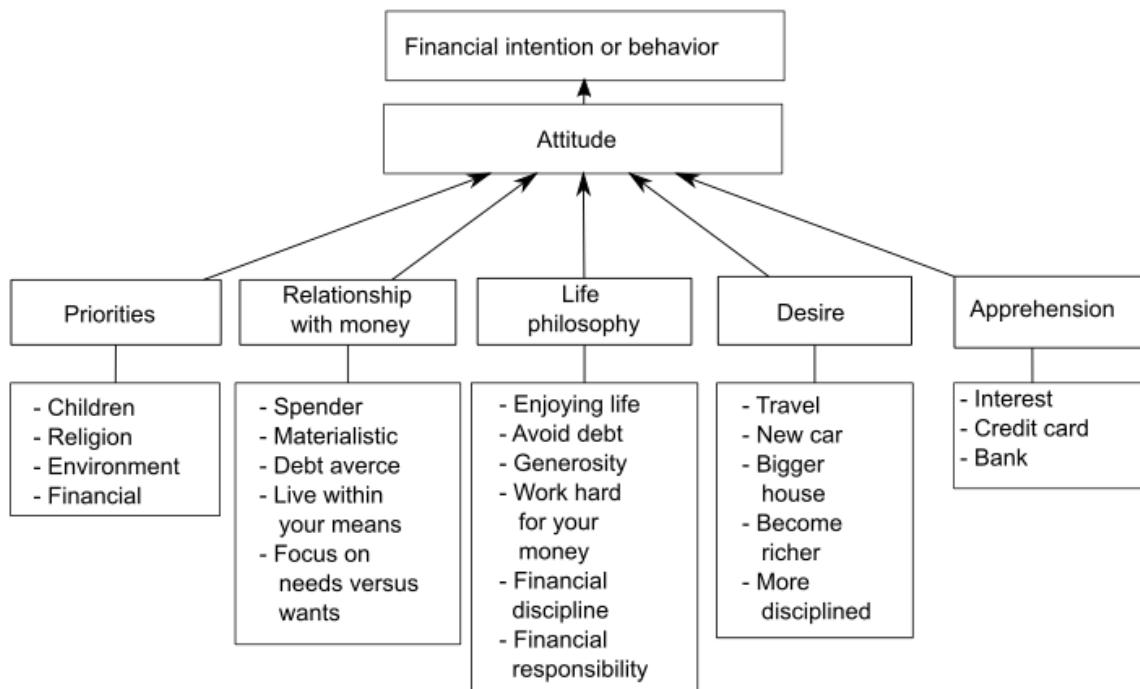 Financial intention or behavior
Attitude
Priorities
Relationship
with money
Life
philosophy
Desire
Apprehension
- Children
- Religion
- Environment
- Financial
- Spender
- Materialistic
- Debt averce
- Live within
your means
- Focus on
needs versus
wants
- Enjoying life
- Avoid debt
- Generosity
- Work hard
for your
money
- Financial
discipline
- Financial
responsibility
- Travel
- New car
- Bigger
house
- Become
richer
- More
disciplined
- Interest
- Credit card
- Bank